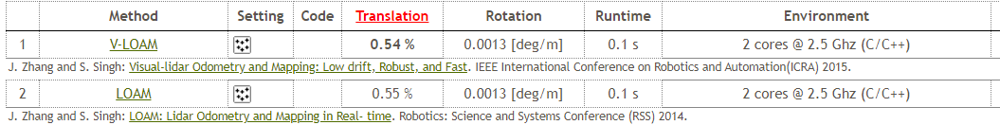 Method Setting Code Translation Rotation Runtime Environment
1 V-LOAM 0.54 % 0.0013 [deg/m] 0.1 s 2 cores @ 2.5 Ghz (C/C++)
J. Zhang and S. Singh: Visual-lidar Odometry and Mapping: Low drift, Robust, and Fast. IEEE International Conference on Robotics and Automation(ICRA) 2015.
2 LOAM 0.55 % 0.0013 [deg/m] 0.1 s 2 cores @ 2.5 Ghz (C/C++)
J. Zhang and S. Singh: LOAM: Lidar Odometry and Mapping in Real- time. Robotics: Science and Systems Conference (RSS) 2014.